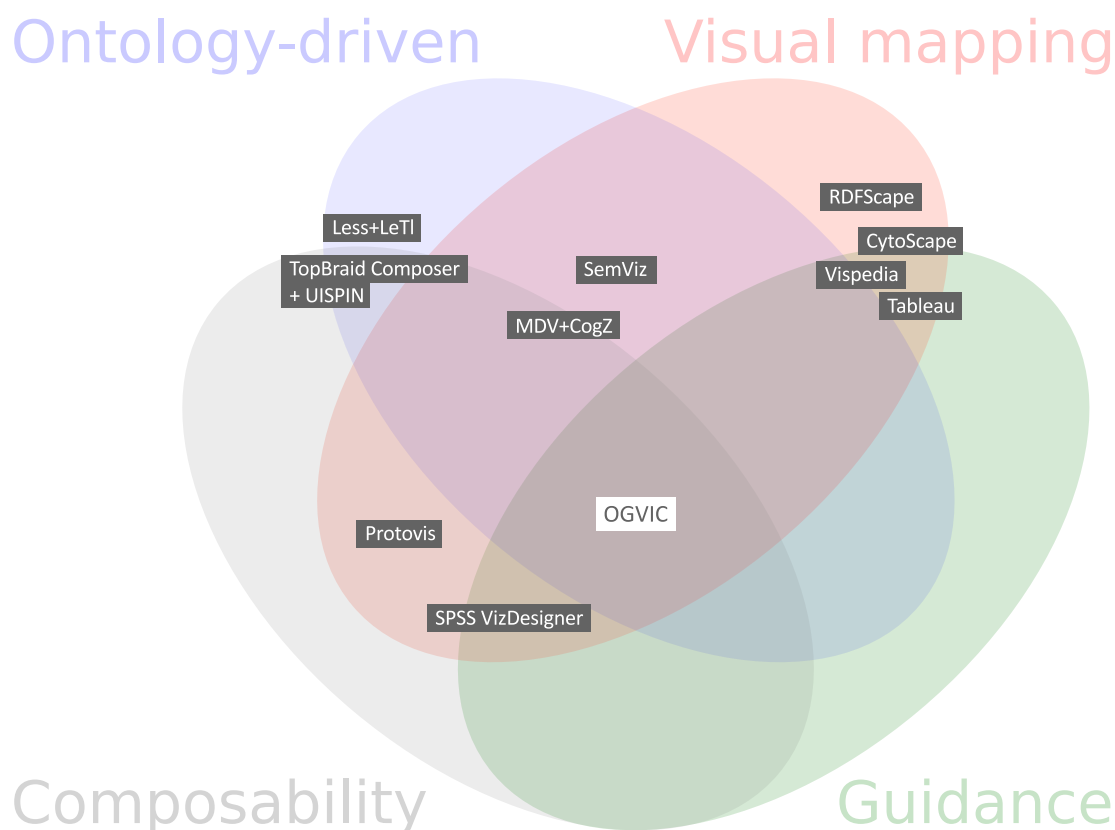 Ontology-driven
Visual mapping
RDFScape
Less+LeTl
CytoScape
TopBraid Composer
+ UISPIN
SemViz
Vispedia
Tableau
MDV+CogZ
OGVIC
Protovis
SPSS VizDesigner
Composability
Guidance